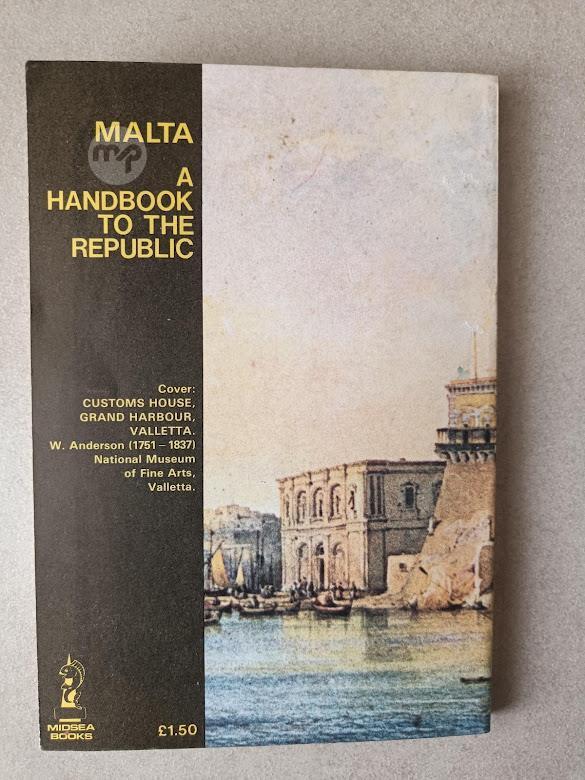 MALTA
mp
A
HANDBOOK
TO THE
REPUBLIC
Cover:
CUSTOMS HOUSE,
GRAND HARBOUR,
VALLETTA.
W. Anderson (1751 – 1837)
National Museum
of Fine Arts,
Valletta.
MIDSEA
BOOKS
£1.50